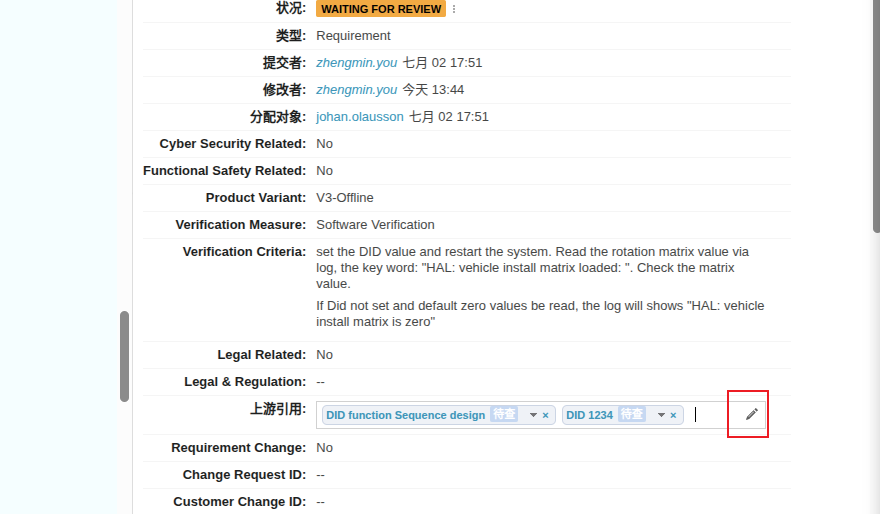 状况: WAITING FOR REVIEW
类型: Requirement
提交者: zhengmin.you 七月 02 17:51
修改者: zhengmin.you 今天 13:44
分配对象: johan.olausson 七月 02 17:51
Cyber Security Related: No
Functional Safety Related: No
Product Variant: V3-Offline
Verification Measure: Software Verification
Verification Criteria: set the DID value and restart the system. Read the rotation matrix value via
log, the key word: "HAL: vehicle install matrix loaded: ". Check the matrix
value.
If Did not set and default zero values be read, the log will shows "HAL: vehicle
install matrix is zero"
Legal Related: No
Legal & Regulation: --
上游引用: DID function Sequence design 待查 × DID 1234 待查 ×
Requirement Change: No
Change Request ID: --
Customer Change ID: --